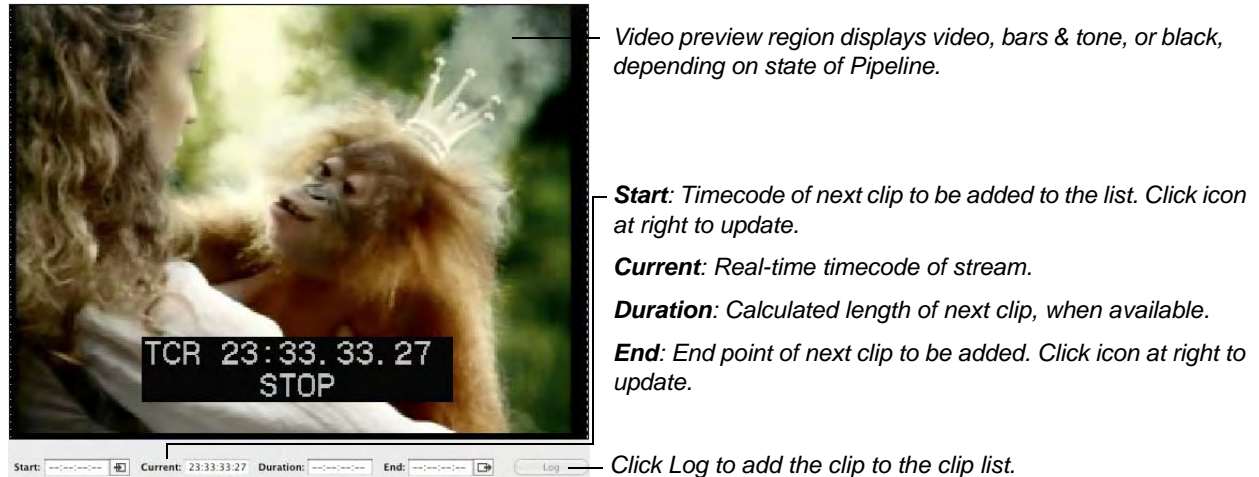 Video preview region displays video, bars & tone, or black,
depending on state of Pipeline.
Start: Timecode of next clip to be added to the list. Click icon
at right to update.
Current: Real-time timecode of stream.
Duration: Calculated length of next clip, when available.
End: End point of next clip to be added. Click icon at right to
update.
TCR 23:33.33.27
STOP
Start: --:--:--:-- Current: 23:33:33:27 Duration: --:--:--:-- End: --:--:--:-- Log
Click Log to add the clip to the clip list.